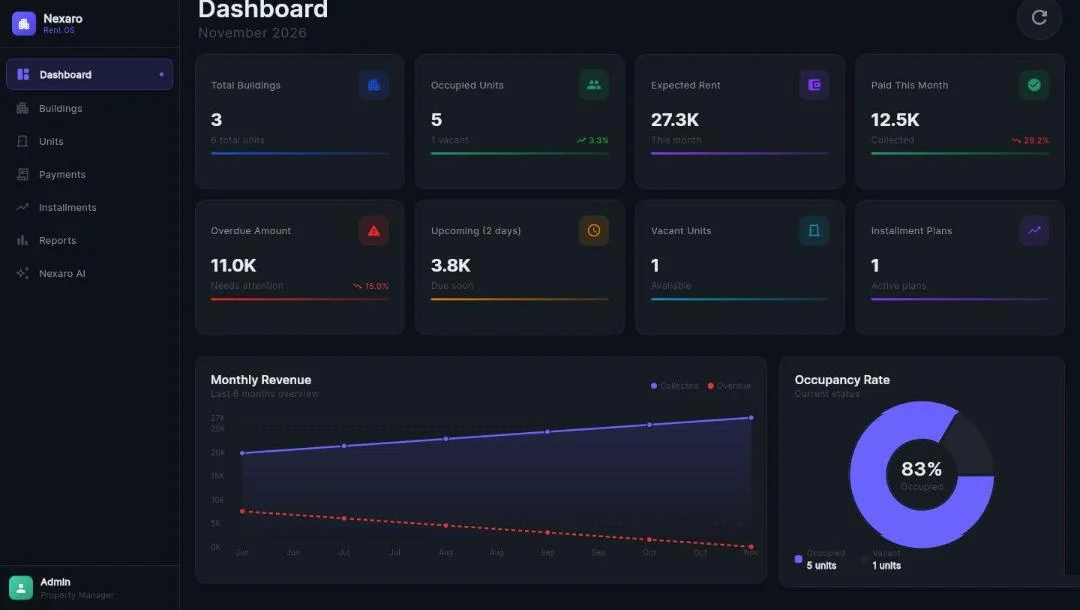 Nexaro
Rent OS
Dashboard
Buildings
Units
Payments
Installments
Reports
Nexaro AI
Admin
Property Manager
Dashboard
November 2026
Total Buildings
3
6 total units
Occupied Units
5
1 vacant
3.3%
Expected Rent
27.3K
This month
Paid This Month
12.5K
Collected
29.2%
Overdue Amount
11.0K
Needs attention
15.0%
Upcoming (2 days)
3.8K
Due soon
Vacant Units
1
Available
Installment Plans
1
Active plans
Monthly Revenue
Last 6 months overview
Collected
Overdue
27K
25K
20K
15K
10K
5K
0K
Jun Jun Jul Jul Aug Aug Sep Sep Oct Oct Nov
Occupancy Rate
Current status
83%
Occupied
Occupied
5 units
Vacant
1 units